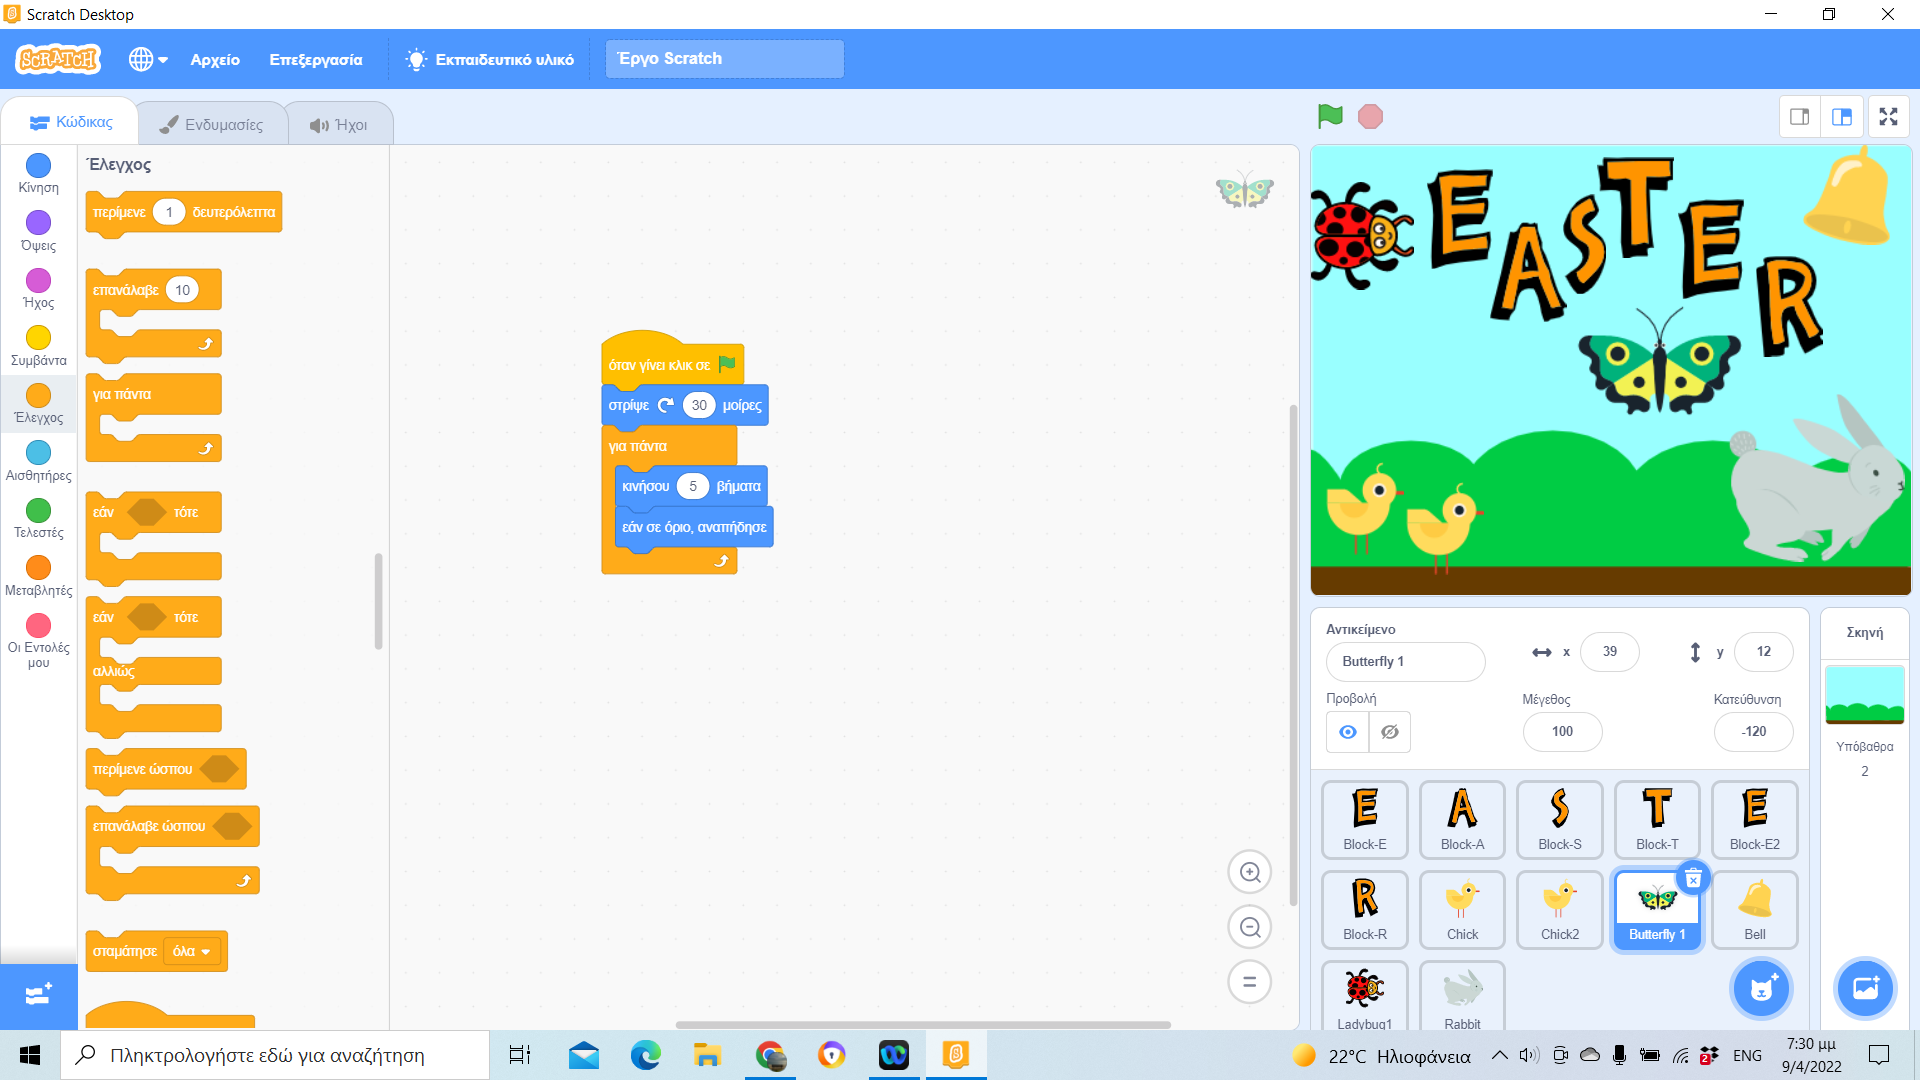 Scratch Desktop
SCRATCH
Αρχείο
Επεξεργασία
Εκπαιδευτικό υλικό
Έργο Scratch
Κώδικας
Ενδυμασίες
Ήχοι
Κίνηση
Όψεις
Ήχος
Συμβάντα
Έλεγχος
Αισθητήρες
Τελεστές
Μεταβλητές
Οι Εντολές
μου
Έλεγχος
περίμενε 1 δευτερόλεπτα
επανάλαβε 10
για πάντα
εάν τότε
εάν τότε
αλλιώς
περίμενε ώσπου
επανάλαβε ώσπου
σταμάτησε όλα
όταν γίνει κλικ σε
στρίψε 30 μοίρες
για πάντα
κινήσου 5 βήματα
εάν σε όριο, αναπήδησε
EASTER
Αντικείμενο
Butterfly 1
x 39
y 12
Προβολή
Μέγεθος
100
Κατεύθυνση
-120
E
Block-E
A
Block-A
S
Block-S
T
Block-T
E
Block-E2
R
Block-R
Chick
Chick2
Butterfly 1
Bell
Ladybug1
Rabbit
Σκηνή
Υπόβαθρα
2
Πληκτρολογήστε εδώ για αναζήτηση
22°C Ηλιοφάνεια
2
ENG
7:30 μμ
9/4/2022